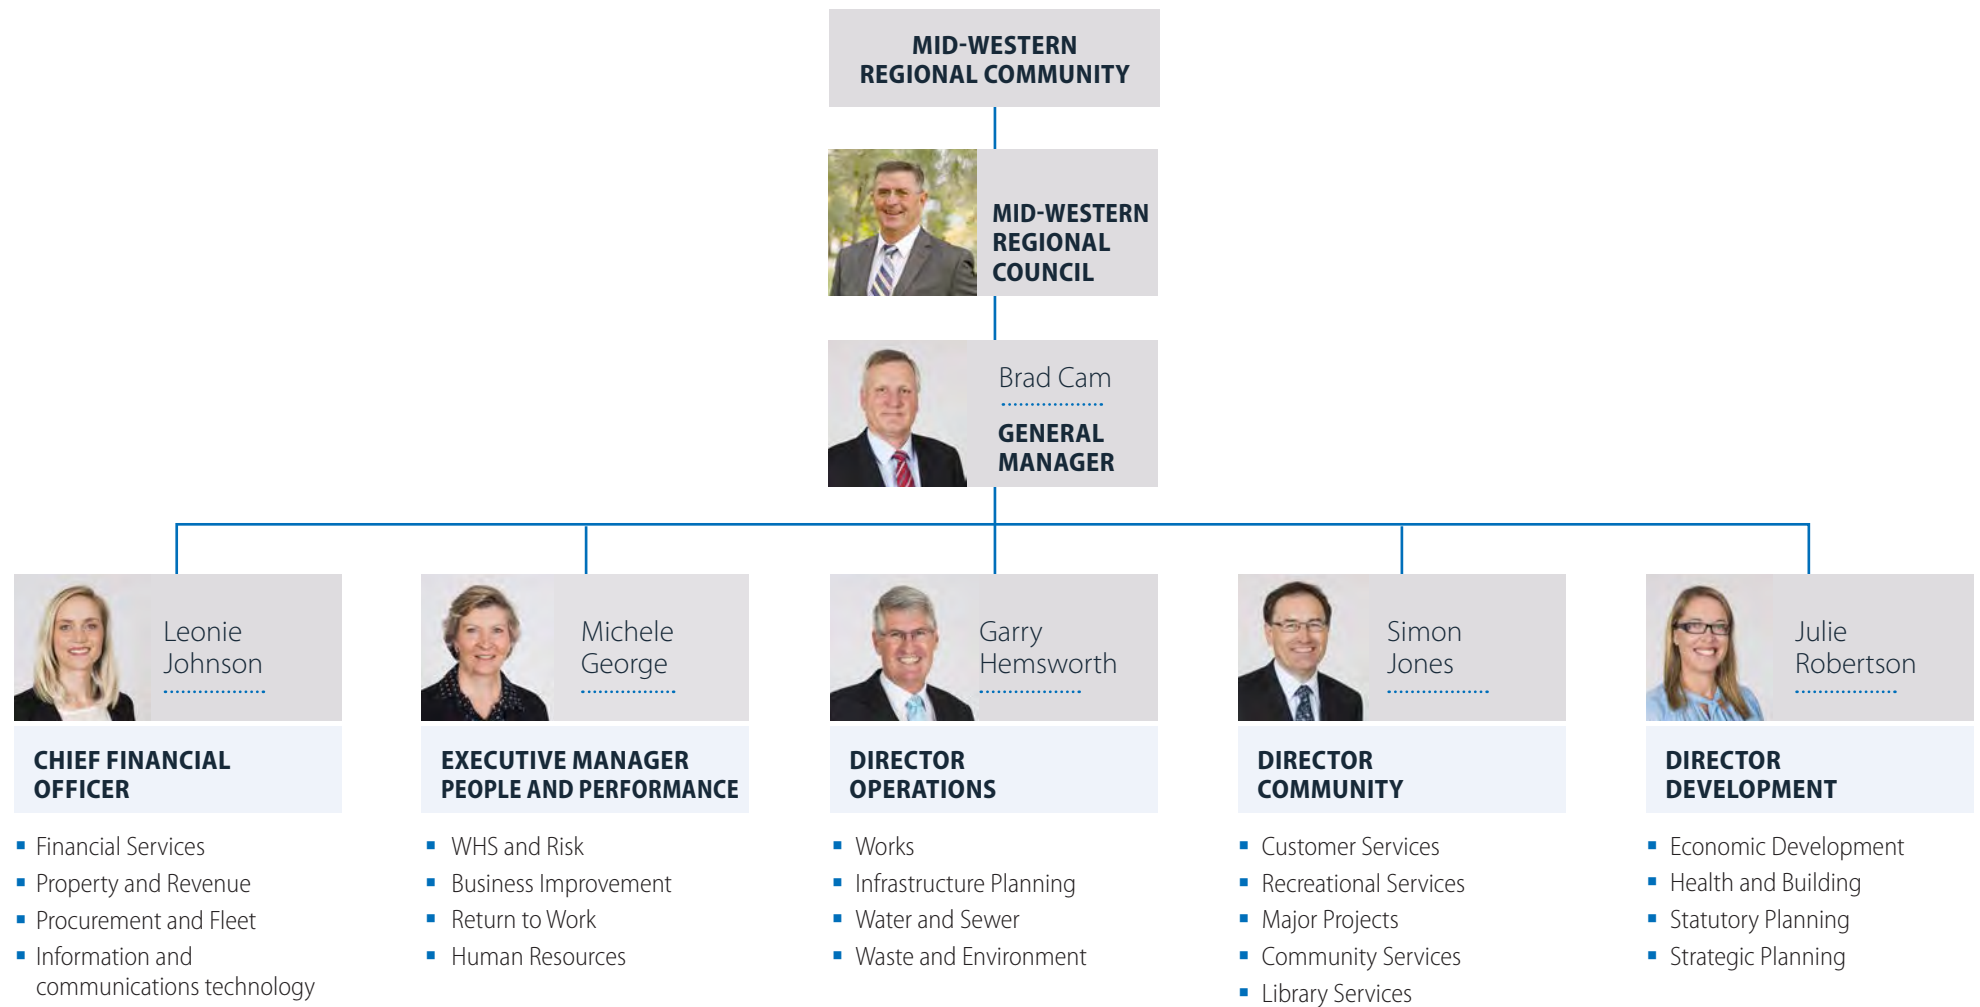 MID-WESTERN
REGIONAL COMMUNITY
MID-WESTERN
REGIONAL
COUNCIL
Brad Cam
GENERAL
MANAGER
Leonie
Johnson
CHIEF FINANCIAL
OFFICER
▪ Financial Services
▪ Property and Revenue
▪ Procurement and Fleet
▪ Information and
communications technology
Michele
George
EXECUTIVE MANAGER
PEOPLE AND PERFORMANCE
▪ WHS and Risk
▪ Business Improvement
▪ Return to Work
▪ Human Resources
Garry
Hemsworth
DIRECTOR
OPERATIONS
▪ Works
▪ Infrastructure Planning
▪ Water and Sewer
▪ Waste and Environment
Simon
Jones
DIRECTOR
COMMUNITY
▪ Customer Services
▪ Recreational Services
▪ Major Projects
▪ Community Services
▪ Library Services
Julie
Robertson
DIRECTOR
DEVELOPMENT
▪ Economic Development
▪ Health and Building
▪ Statutory Planning
▪ Strategic Planning